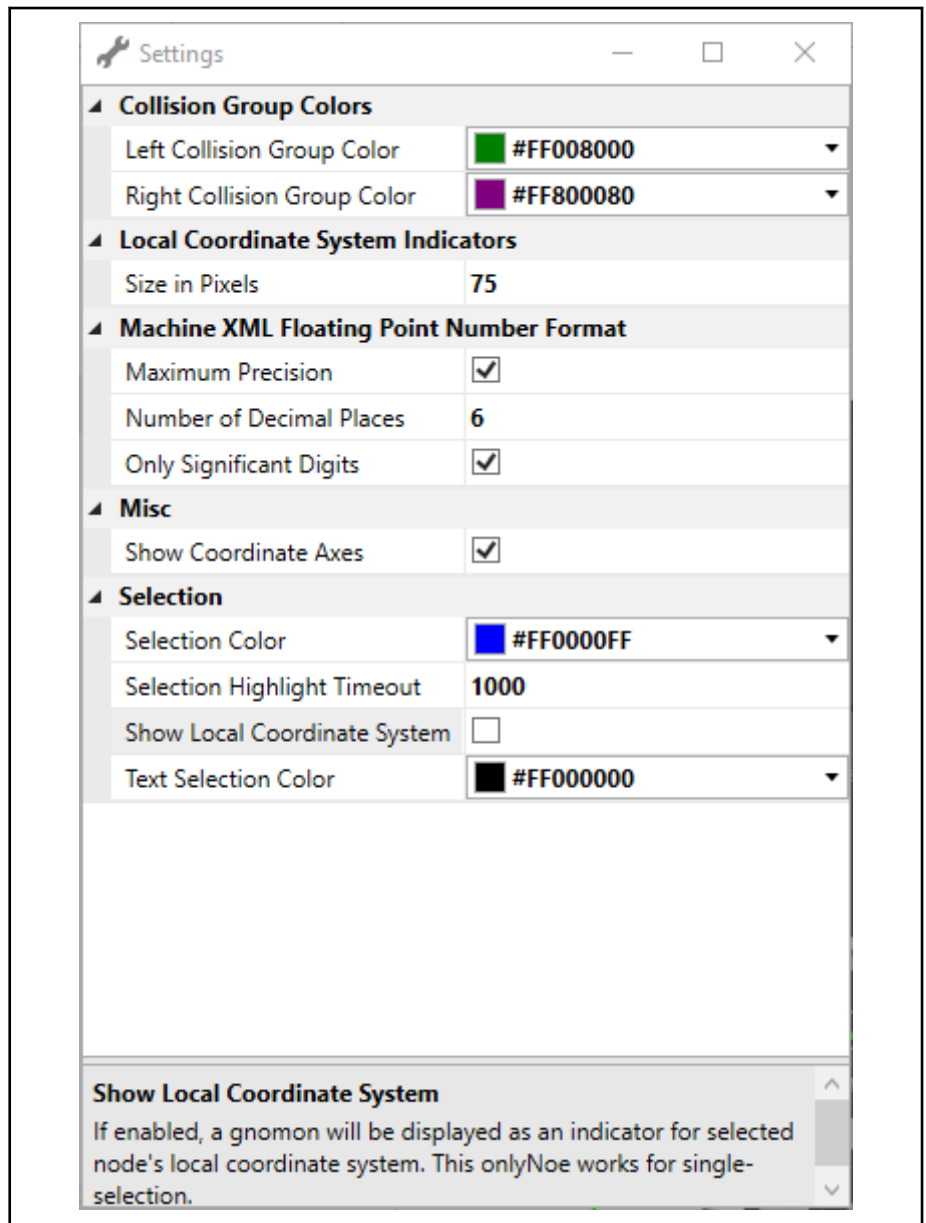 Settings
Collision Group Colors
Left Collision Group Color #FF008000
Right Collision Group Color #FF800080
Local Coordinate System Indicators
Size in Pixels 75
Machine XML Floating Point Number Format
Maximum Precision
Number of Decimal Places 6
Only Significant Digits
Misc
Show Coordinate Axes
Selection
Selection Color #FF0000FF
Selection Highlight Timeout 1000
Show Local Coordinate System
Text Selection Color #FF000000
Show Local Coordinate System
If enabled, a gnomon will be displayed as an indicator for selected
node's local coordinate system. This onlyNoe works for single-
selection.